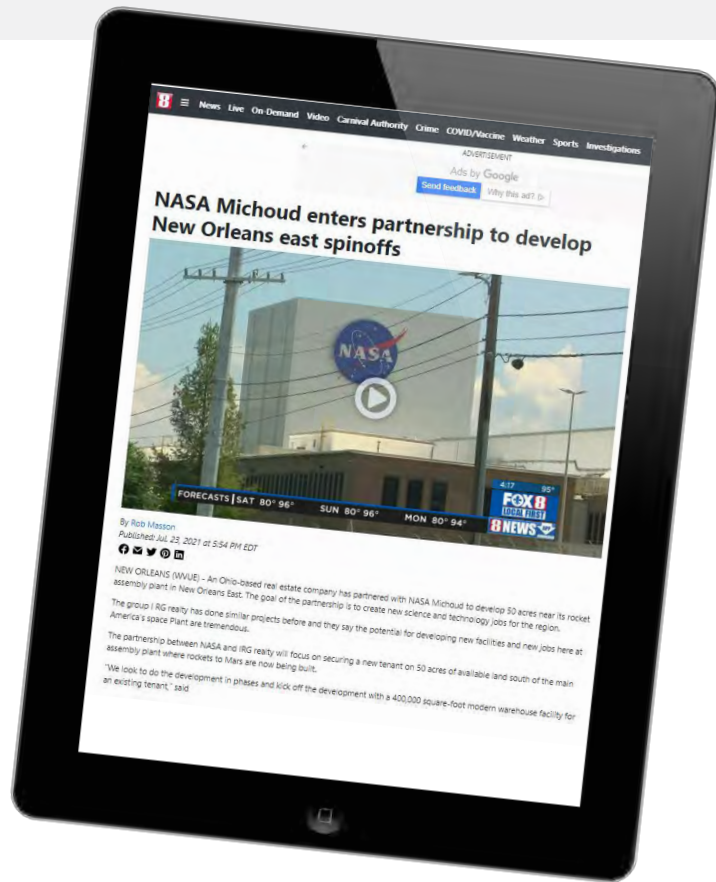 8 News Live On-Demand Video Carnival Authority Crime COVID/Vaccine Weather Sports Investigations
ADVERTISEMENT
Ads by Google
Send feedback Why this ad?
NASA Michoud enters partnership to develop
New Orleans east spinoffs
NASA
4:17 95°
FOX 8
LOCAL FIRST
8 NEWS
FORECASTS SAT 80° 96° SUN 80° 96° MON 80° 94°
By Rob Masson
Published: Jul. 23, 2021 at 5:54 PM EDT
NEW ORLEANS (WVUE) - An Ohio-based real estate company has partnered with NASA Michoud to develop 50 acres near its rocket
assembly plant in New Orleans East. The goal of the partnership is to create new science and technology jobs for the region.
The group I RG realty has done similar projects before and they say the potential for developing new facilities and new jobs here at
America's space Plant are tremendous.
The partnership between NASA and IRG realty will focus on securing a new tenant on 50 acres of available land south of the main
assembly plant where rockets to Mars are now being built.
"We look to do the development in phases and kick off the development with a 400,000 square-foot modern warehouse facility for
an existing tenant," said